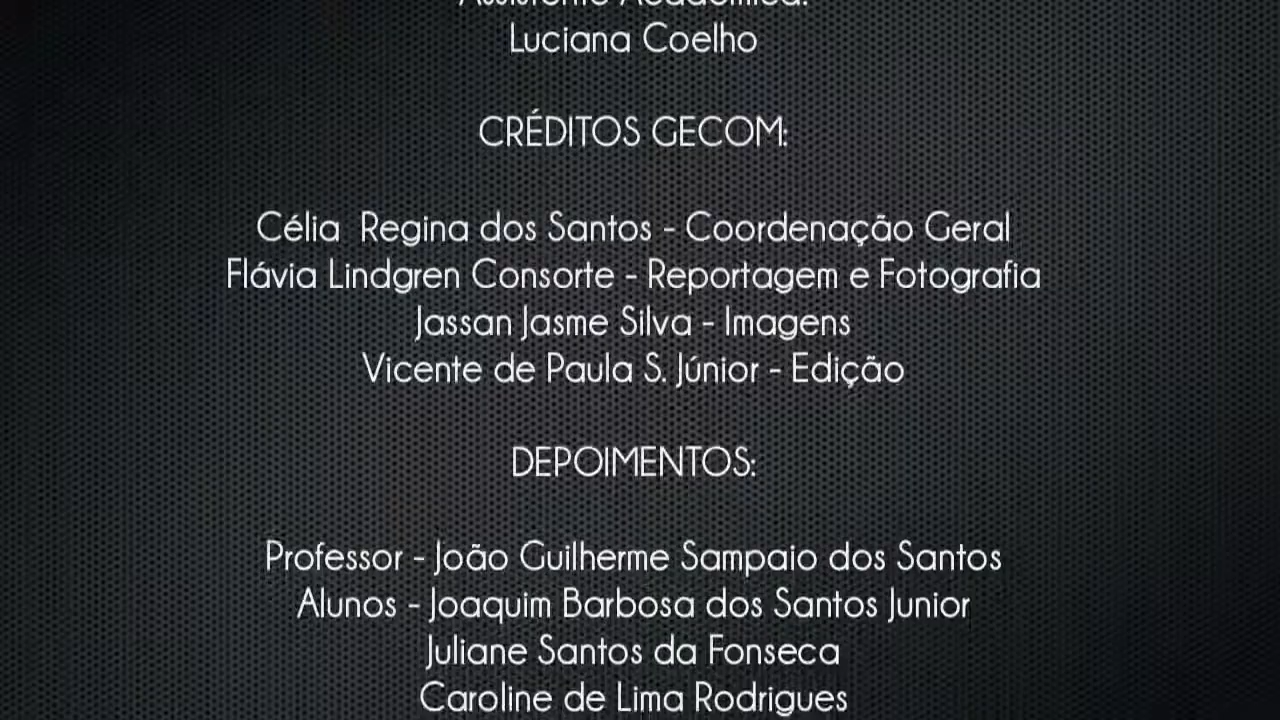 Assistente Acadêmica:
Luciana Coelho
CRÉDITOS GECOM:
Célia  Regina dos Santos - Coordenação Geral
Flávia Lindgren Consorte - Reportagem e Fotografia
Jassan Jasme Silva - Imagens
Vicente de Paula S. Júnior - Edição
DEPOIMENTOS:
Professor - João Guilherme Sampaio dos Santos
Alunos - Joaquim Barbosa dos Santos Junior
Juliane Santos da Fonseca
Caroline de Lima Rodrigues